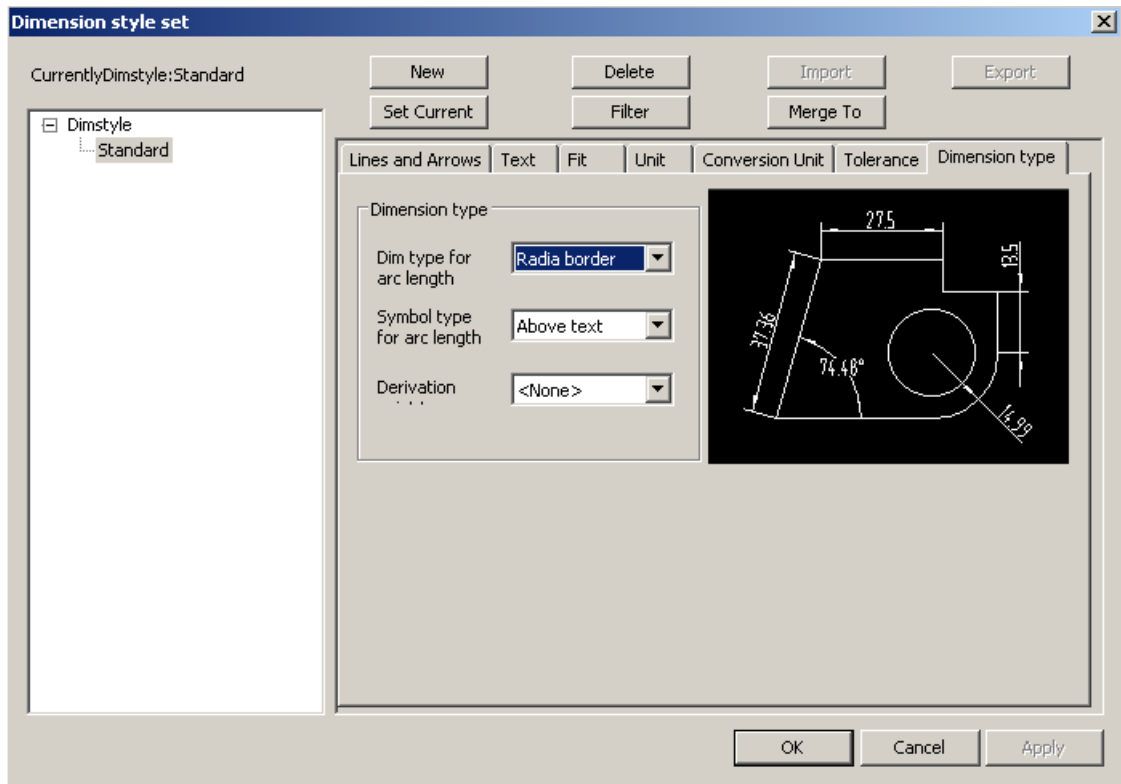 Dimension style set
CurrentlyDimstyle:Standard
New
Delete
Import
Export
Set Current
Filter
Merge To
Dimstyle
Standard
Lines and Arrows
Text
Fit
Unit
Conversion Unit
Tolerance
Dimension type
Dimension type
Dim type for
arc length
Radia border
Symbol type
for arc length
Above text
Derivation
<None>
27.5
13.5
37.36
74.48°
14.99
OK
Cancel
Apply